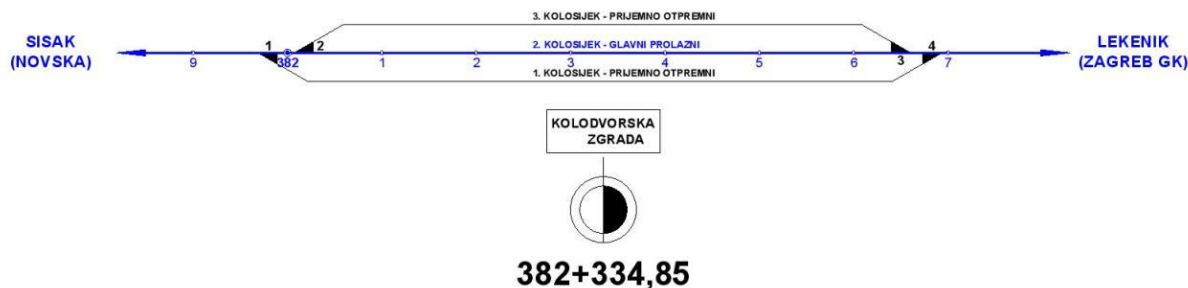 3. KOLOSIJEK - PRIJEMNO OTPREMNI
SISAK
(NOVSKA)
1
2
2. KOLOSIJEK - GLAVNI PROLAZNI
4
LEKENIK
(ZAGREB GK)
9
382
1
2
3
4
5
6
3
7
1. KOLOSIJEK - PRIJEMNO OTPREMNI
KOLODVORSKA
ZGRADA
382+334,85